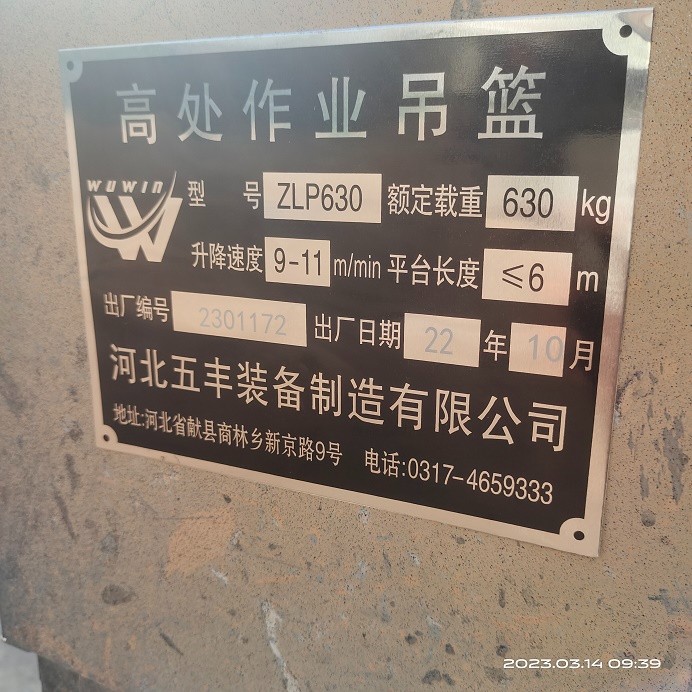 高处作业吊篮
WUWIN
型 号 ZLP630 额定载重 630 kg
升降速度 9-11 m/min 平台长度 ≤6 m
出厂编号 2301172 出厂日期 22 年 10 月
河北五丰装备制造有限公司
地址:河北省献县商林乡新京路9号 电话:0317-4659333
2023.03.14 09:39